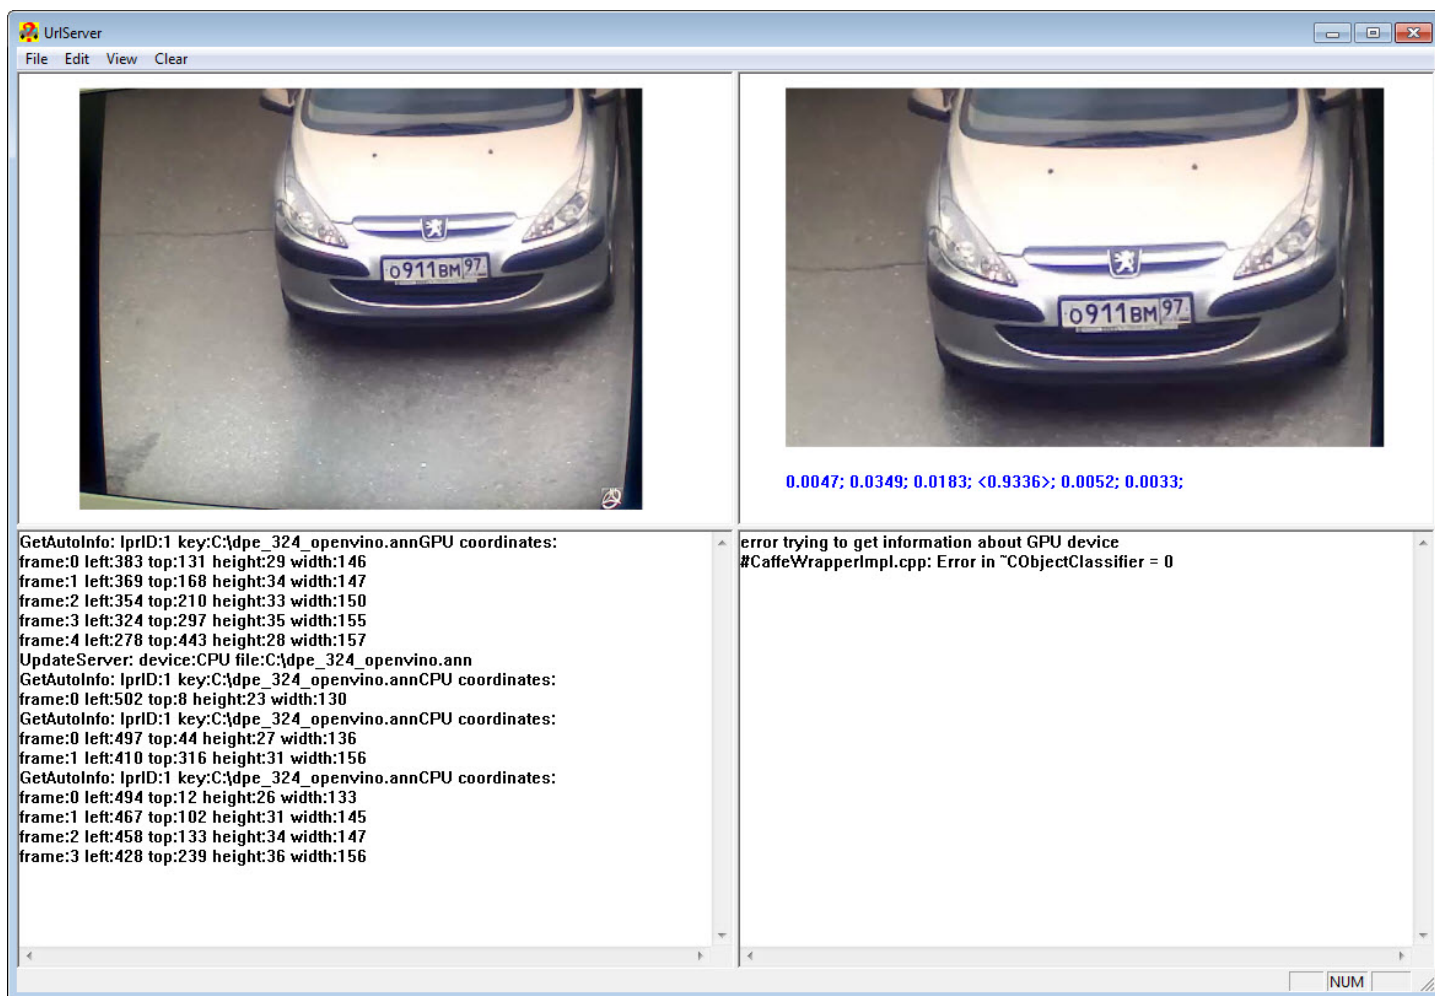 UrlServer
File Edit View Clear
О911ВМ 97
О911ВМ 97
0.0047; 0.0349; 0.0183; <0.9336>; 0.0052; 0.0033;
GetAutoInfo: lprID:1 key:C:\dpe_324_openvino.annGPU coordinates:
frame:0 left:383 top:131 height:29 width:146
frame:1 left:369 top:168 height:34 width:147
frame:2 left:354 top:210 height:33 width:150
frame:3 left:324 top:297 height:35 width:155
frame:4 left:278 top:443 height:28 width:157
UpdateServer: device:CPU file:C:\dpe_324_openvino.ann
GetAutoInfo: lprID:1 key:C:\dpe_324_openvino.annCPU coordinates:
frame:0 left:502 top:8 height:23 width:130
GetAutoInfo: lprID:1 key:C:\dpe_324_openvino.annCPU coordinates:
frame:0 left:497 top:44 height:27 width:136
frame:1 left:410 top:316 height:31 width:156
GetAutoInfo: lprID:1 key:C:\dpe_324_openvino.annCPU coordinates:
frame:0 left:494 top:12 height:26 width:133
frame:1 left:467 top:102 height:31 width:145
frame:2 left:458 top:133 height:34 width:147
frame:3 left:428 top:239 height:36 width:156
error trying to get information about GPU device
#CaffeWrapperImpl.cpp: Error in ~CObjectClassifier = 0
NUM